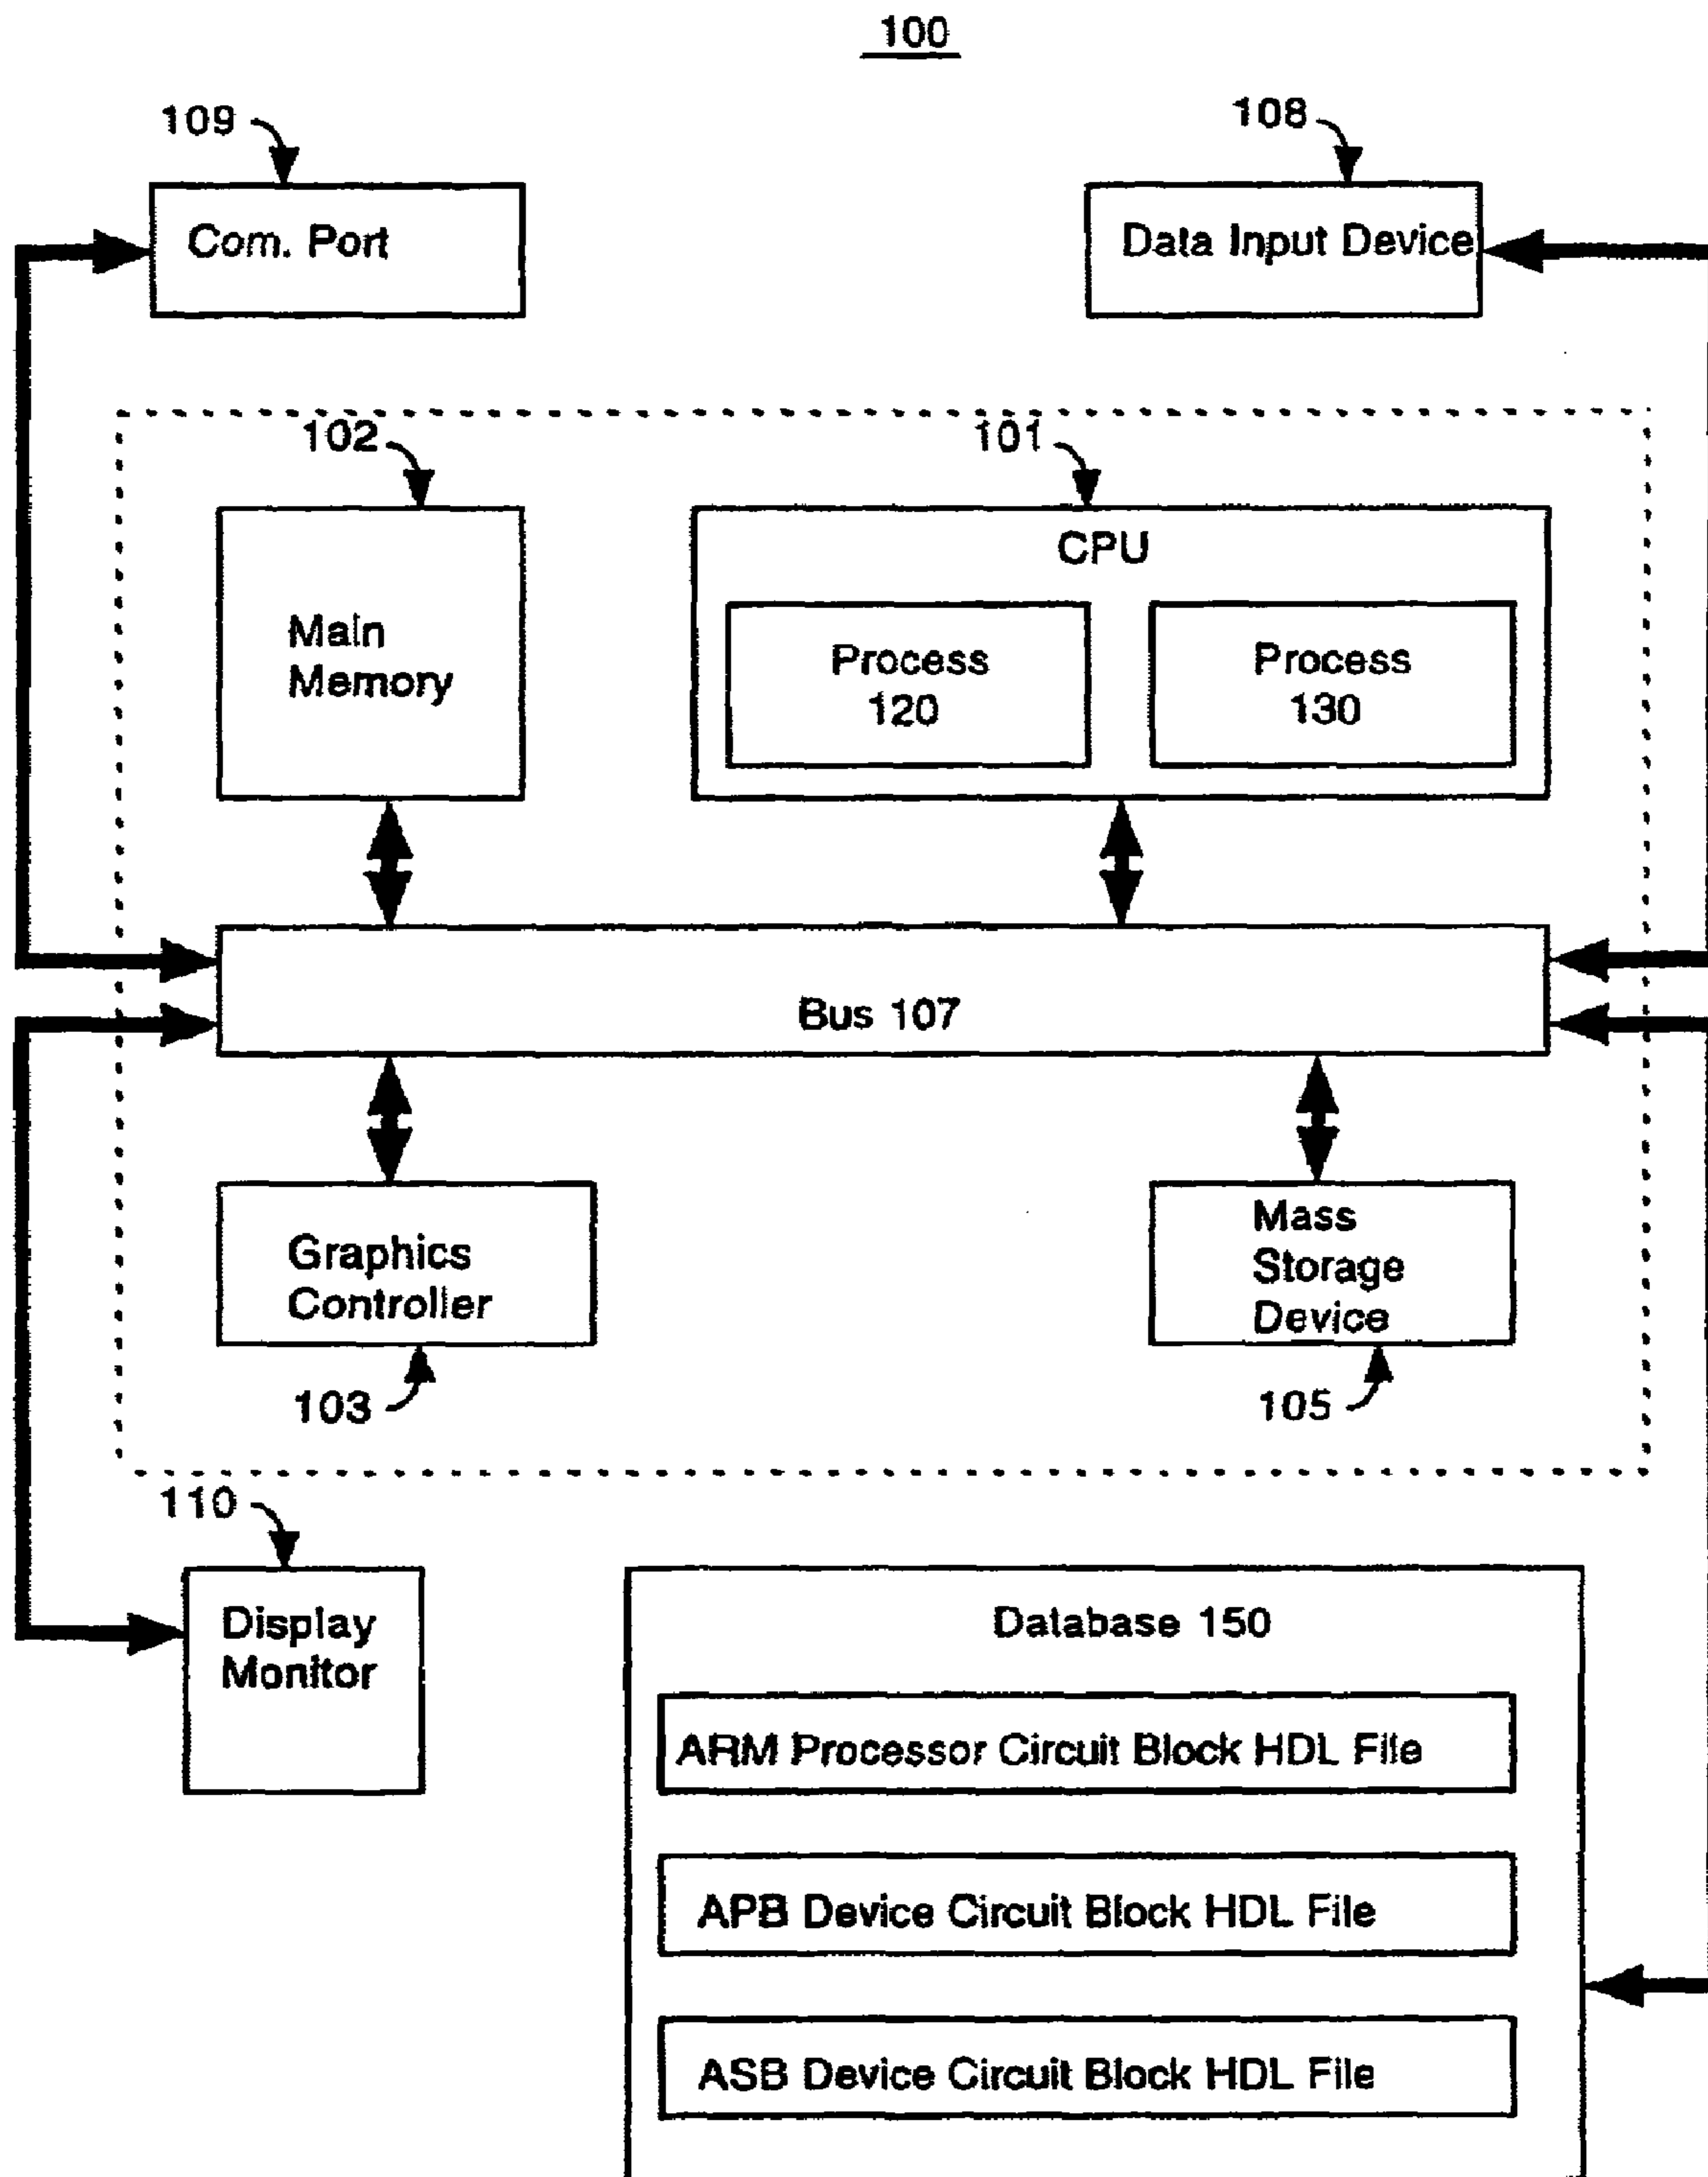 100
109
108
Com. Port
Data Input Device
102
101
CPU
Main
Memory
Process
120
Process
130
Bus 107
Graphics
Controller
Mass
Storage
Device
103
105
110
Display
Monitor
Database 150
ARM Processor Circuit Block HDL File
APB Device Circuit Block HDL File
ASB Device Circuit Block HDL File